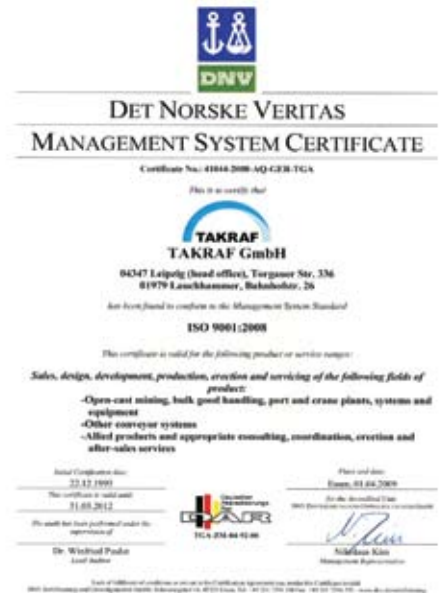 DNV
DET NORSKE VERITAS
MANAGEMENT SYSTEM CERTIFICATE
Certificate No.: 41044-2008-AQ-GER-TGA
This is to certify that
TAKRAF
TAKRAF GmbH
04347 Leipzig (head office), Torgauer Str. 336
01979 Lauchhammer, Bahnhofstr. 26
has been found to conform to the Management System Standard
ISO 9001:2008
This certificate is valid for the following product or service ranges:
Sales, design, development, production, erection and servicing of the following fields of
product:
-Open-cast mining, bulk good handling, port and crane plants, systems and
equipment
-Other conveyor systems
-Allied products and appropriate consulting, coordination, erection and
after-sales services
Initial Certification date:
22.12.1993
This certificate is valid until:
31.03.2012
The audit has been performed under the
supervision of
Dr. Winfried
Lead Auditor
Deutscher
Akkreditierungs
Rat
DAR
TGA-ZM-04-92-00
Place and date:
Essen, 01.04.2009
for the Accredited Unit
Nikolaus Kim
Management Representative